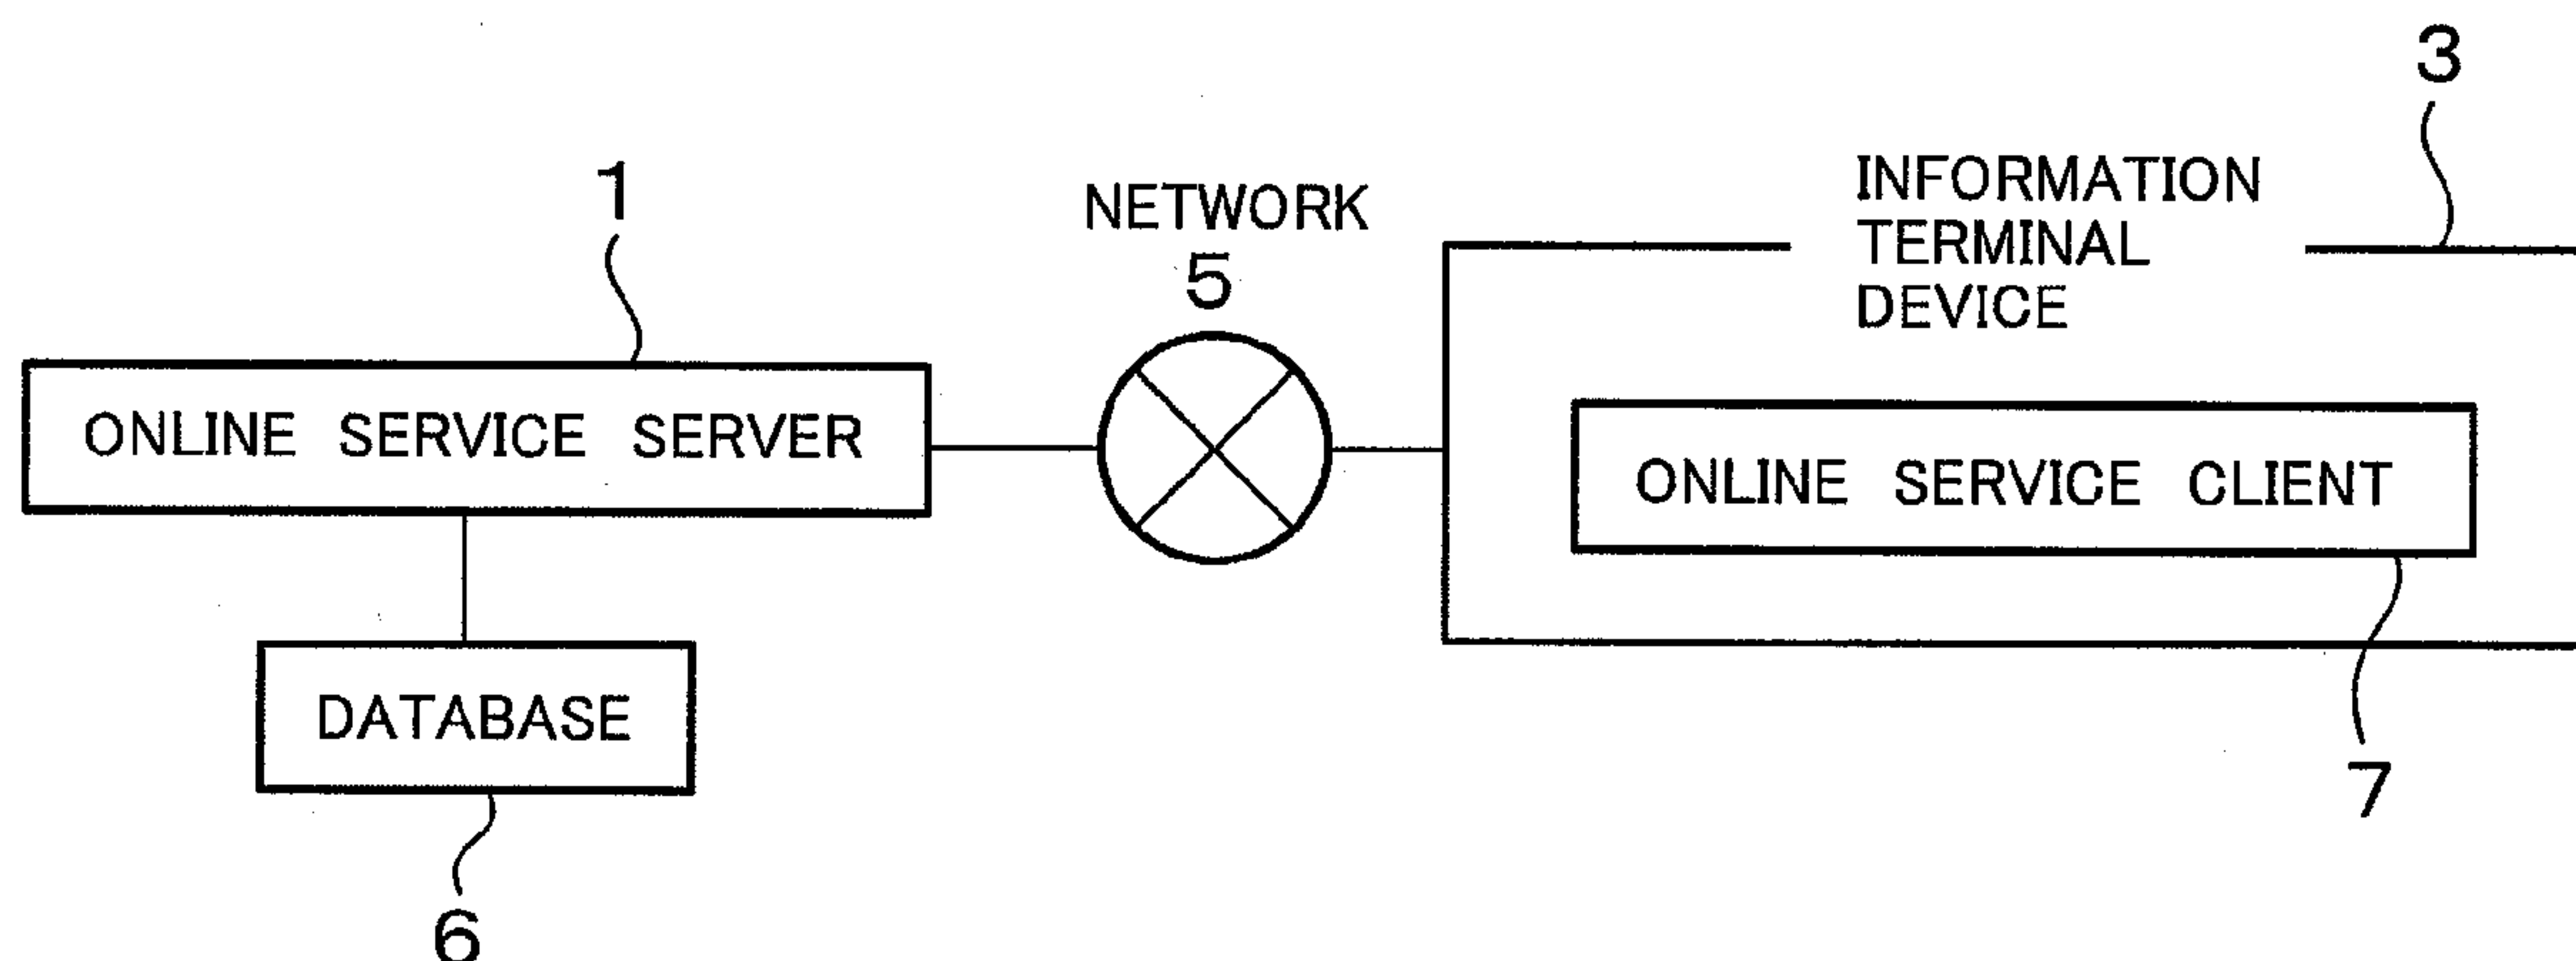 3
1
NETWORK
5
INFORMATION
TERMINAL
DEVICE
ONLINE SERVICE SERVER
ONLINE SERVICE CLIENT
DATABASE
7
6